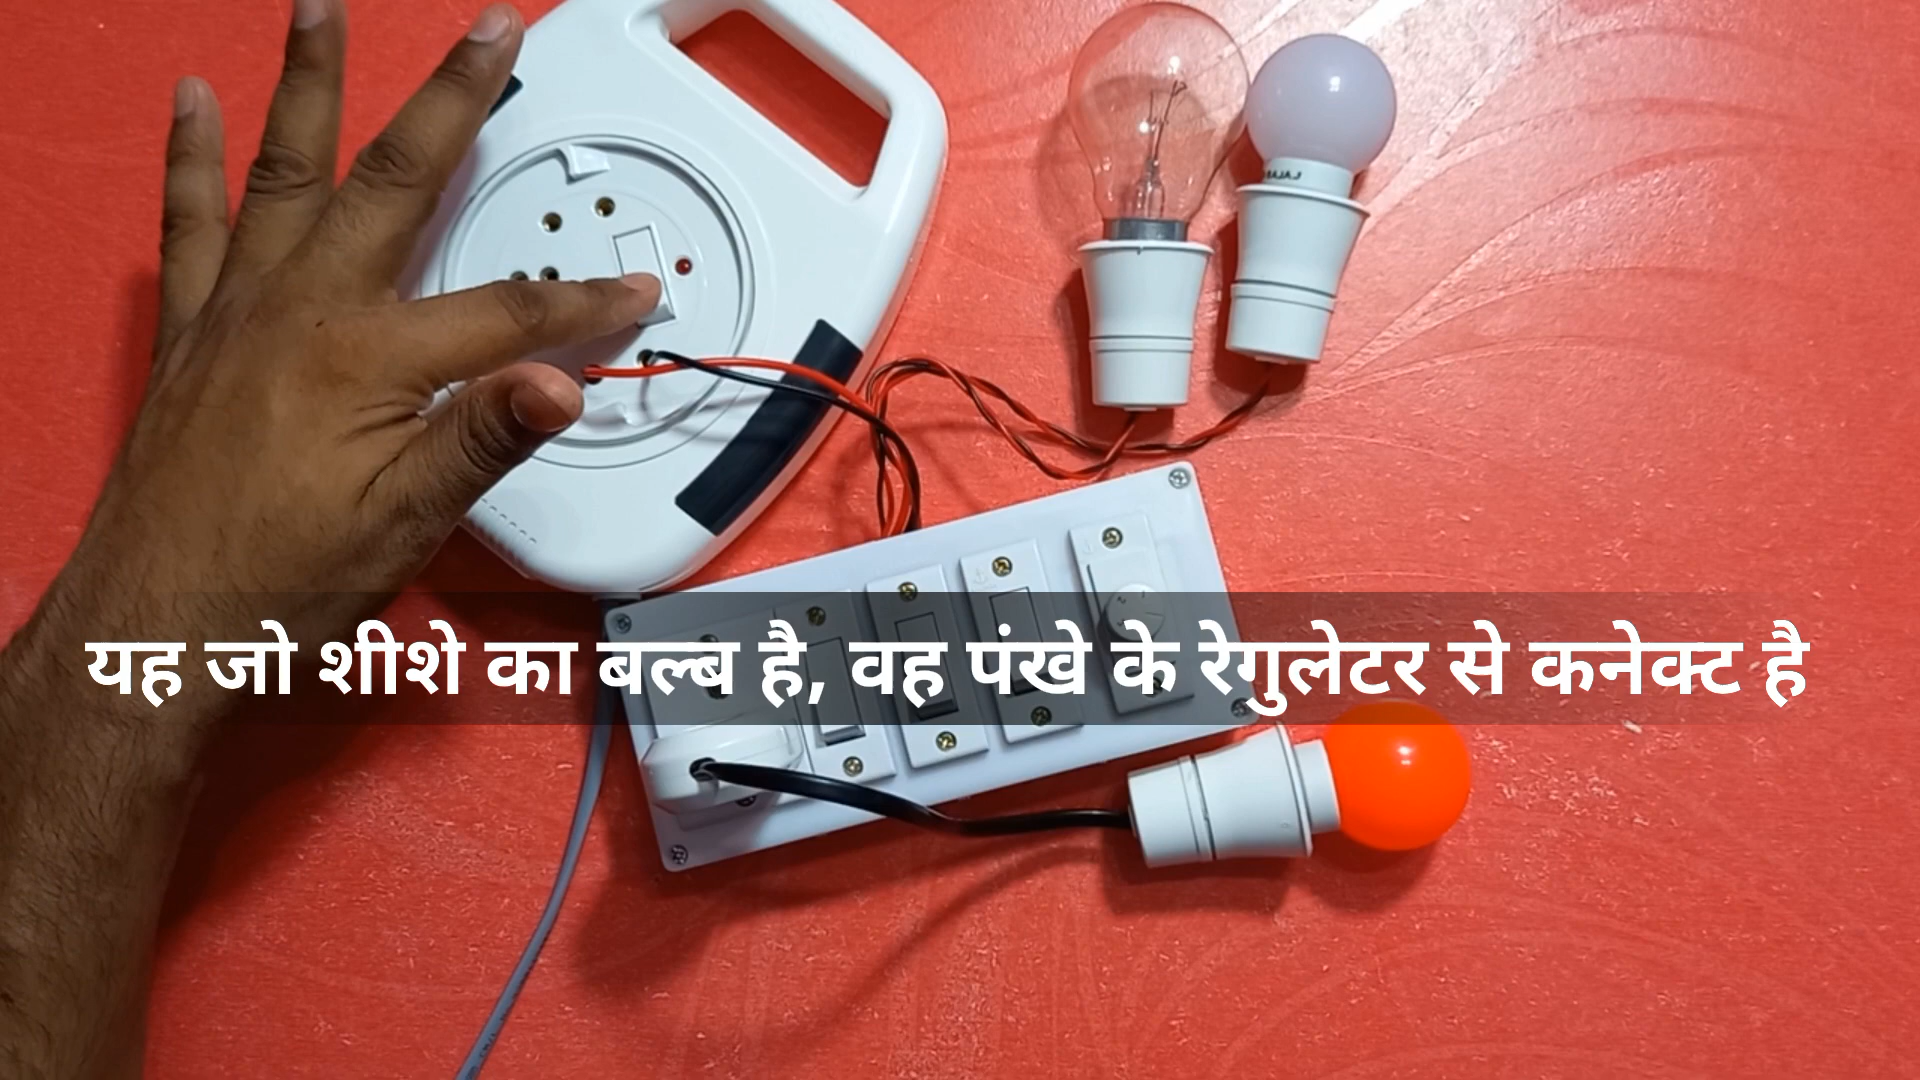 यह जो शीशे का बल्ब है, वह पंखे के रेगुलेटर से कनेक्ट है